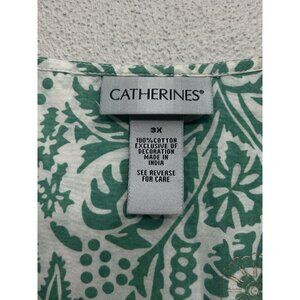 CATHERINES®
3X
100% COTTON
EXCLUSIVE OF
DECORATION
MADE IN
INDIA
SEE REVERSE
FOR CARE